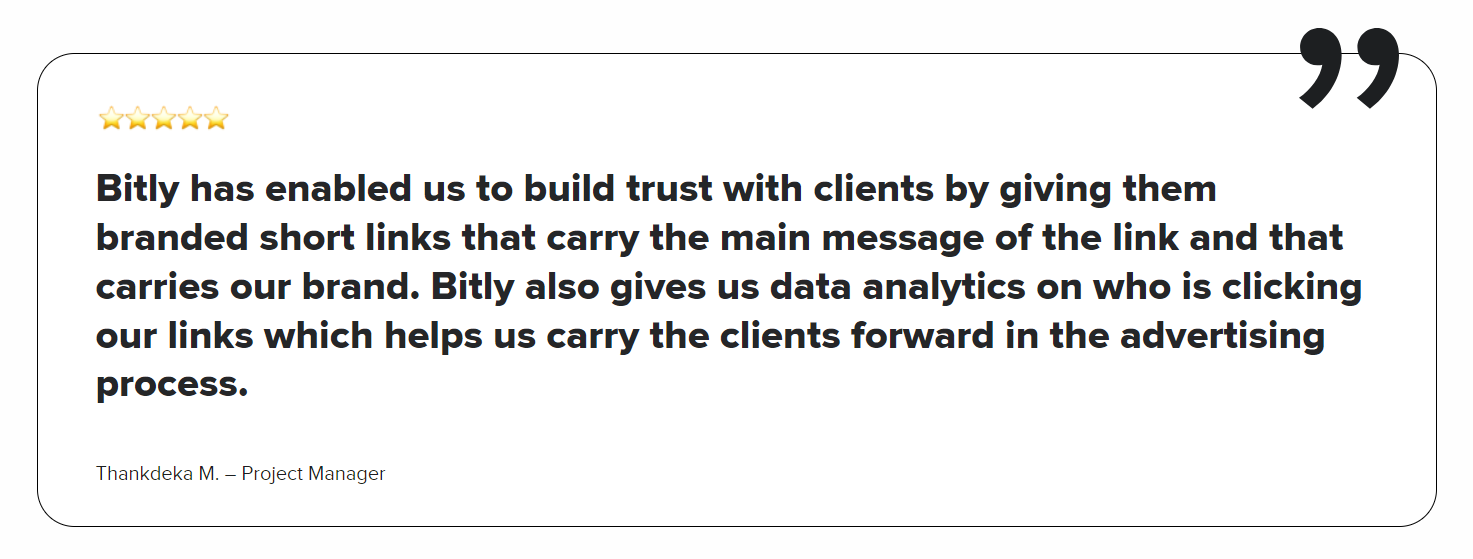 Bitly has enabled us to build trust with clients by giving them
branded short links that carry the main message of the link and that
carries our brand. Bitly also gives us data analytics on who is clicking
our links which helps us carry the clients forward in the advertising
process.
Thankdeka M. – Project Manager